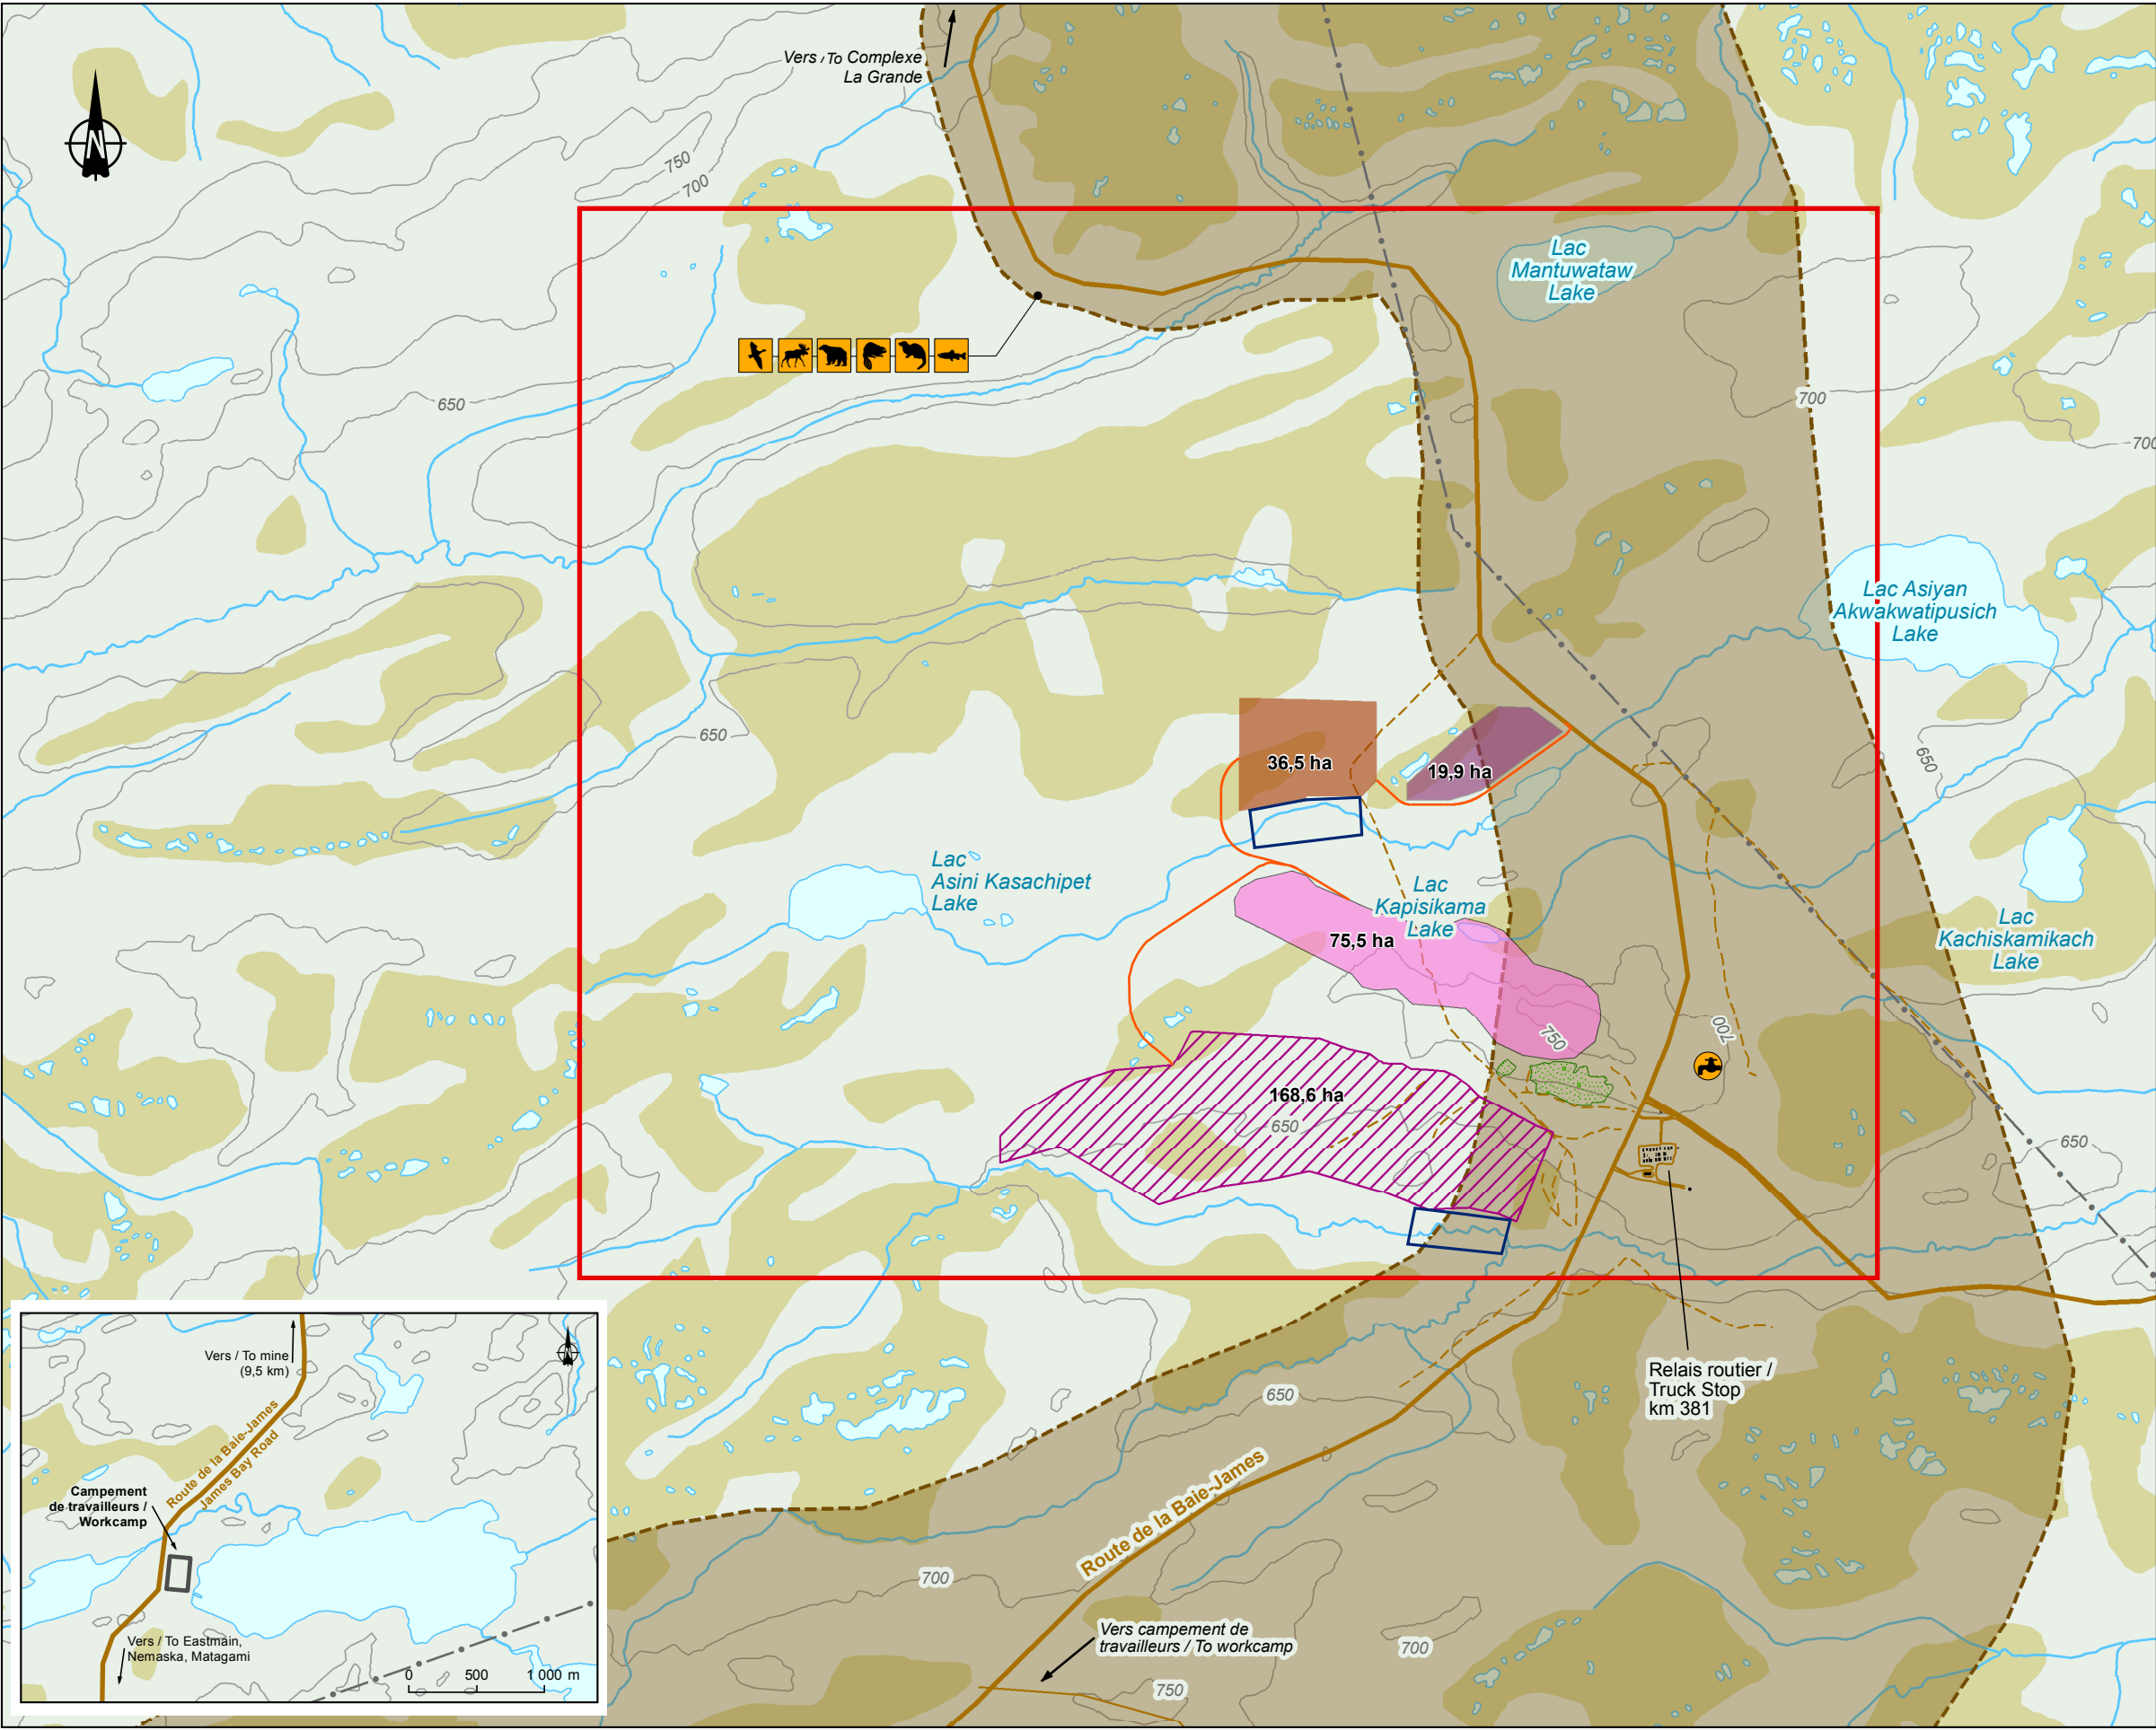 Vers / To Complexe
La Grande
N
750
700
Lac
Mantuwataw
Lake
650
700
700
Lac Asiyan
Akwakwatipusich
Lake
650
650
36,5 ha
19,9 ha
Lac
Asini Kasachipet
Lake
Lac
Kapisikama
Lake
75,5 ha
Lac
Kachiskamikach
Lake
750
700
168,6 ha
650
650
Relais routier /
Truck Stop
km 381
650
Route de la Baie-James
700
Vers campement de
travailleurs / To workcamp
700
750
Vers / To mine
(9,5 km)
Route de la Baie-James
James Bay Road
Campement
de travailleurs /
Workcamp
Vers / To Eastmain,
Nemaska, Matagami
0 500 1 000 m